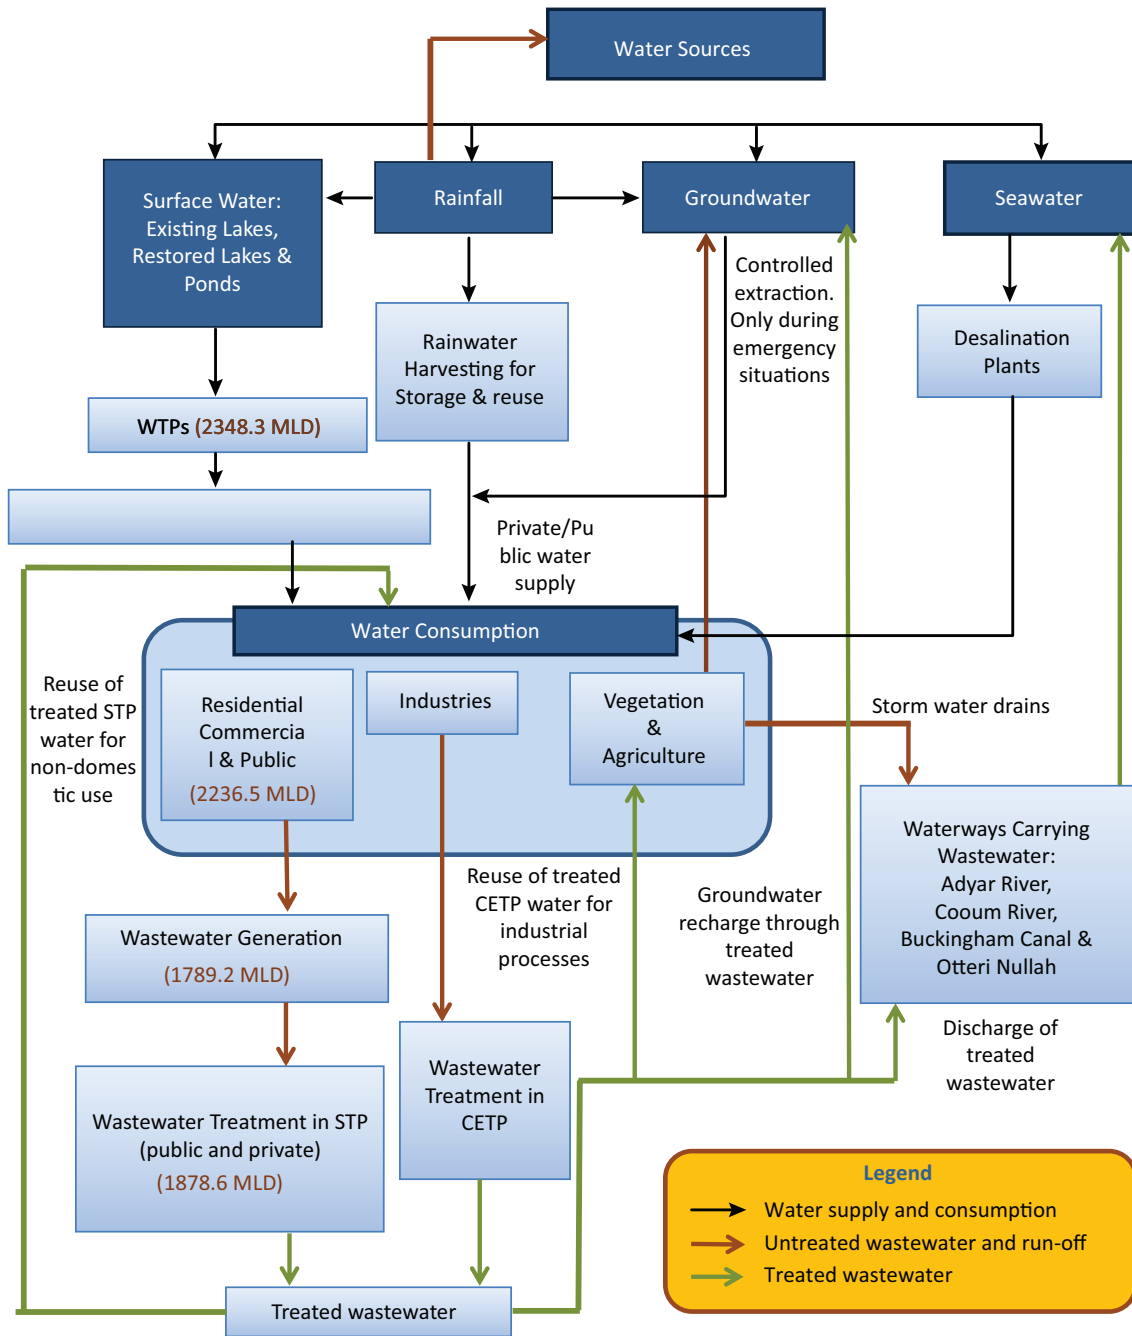 Water Sources
Surface Water:
Existing Lakes,
Restored Lakes &
Ponds
Rainfall
Groundwater
Seawater
Controlled
extraction.
Only during
emergency
situations
Rainwater
Harvesting for
Storage & reuse
Desalination
Plants
WTPs (2348.3 MLD)
Private/Pu
blic water
supply
Water Consumption
Reuse of
treated STP
water for
non-domes
tic use
Residential
Commercia
l & Public
(2236.5 MLD)
Industries
Vegetation
&
Agriculture
Storm water drains
Waterways Carrying
Wastewater:
Adyar River,
Cooum River,
Buckingham Canal &
Otteri Nullah
Reuse of treated
CETP water for
industrial
processes
Groundwater
recharge through
treated
wastewater
Wastewater Generation
(1789.2 MLD)
Discharge of
treated
wastewater
Wastewater
Treatment in
CETP
Wastewater Treatment in STP
(public and private)
(1878.6 MLD)
Legend
Water supply and consumption
Untreated wastewater and run-off
Treated wastewater
Treated wastewater